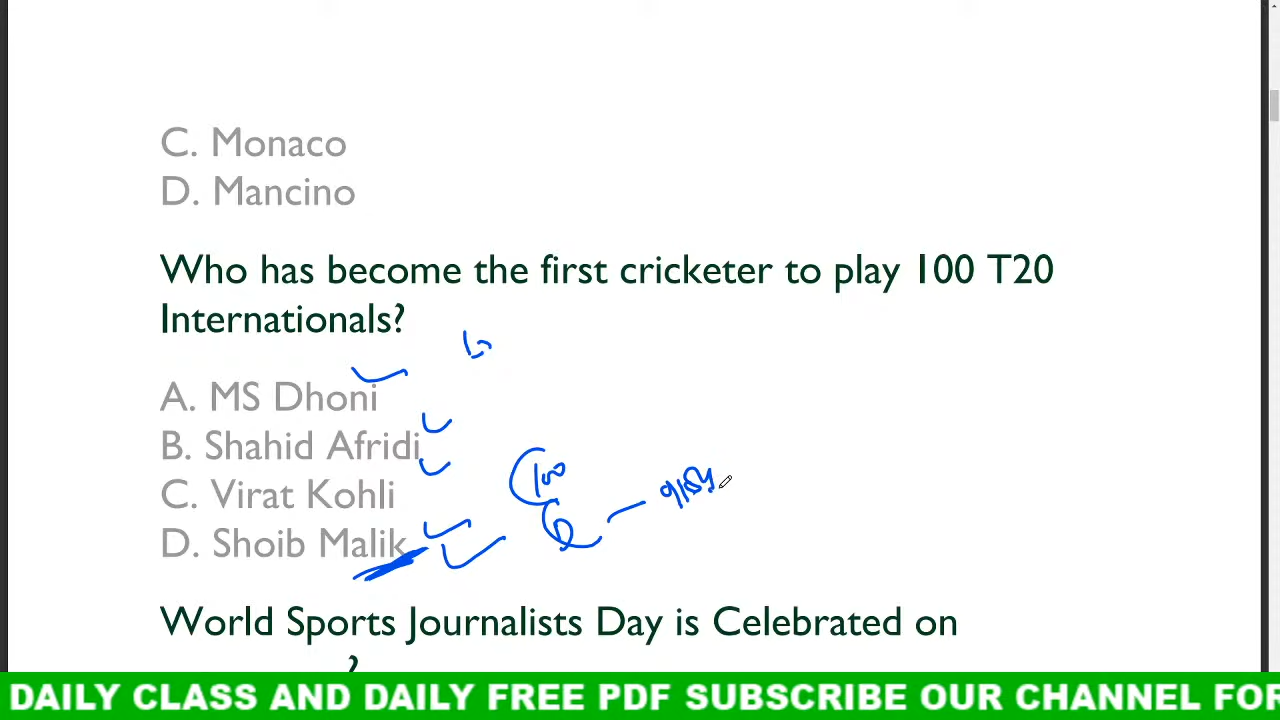 C. Monaco
D. Mancino
Who has become the first cricketer to play 100 T20
Internationals?
A. MS Dhoni
B. Shahid Afridi
C. Virat Kohli
100
D. Shoib Malik
World Sports Journalists Day is Celebrated on
?
DAILY CLASS AND DAILY FREE PDF SUBSCRIBE OUR CHANNEL FOR